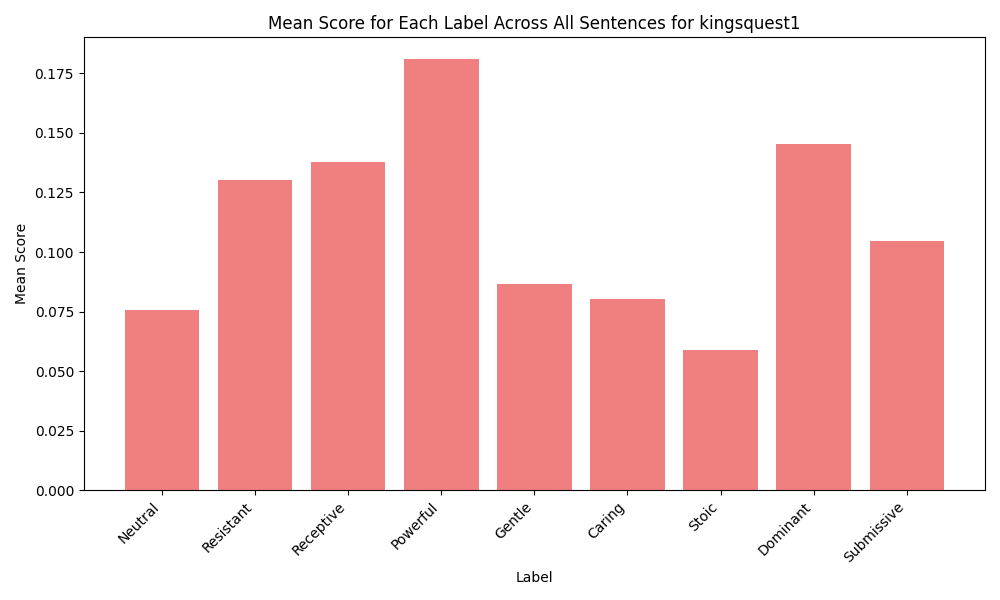 Mean Score for Each Label Across All Sentences for kingsquest1
0.175
0.150
0.125
0.100
0.075
0.050
0.025
0.000
Mean Score
Neutral
Resistant
Receptive
Powerful
Gentle
Caring
Stoic
Dominant
Submissive
Label